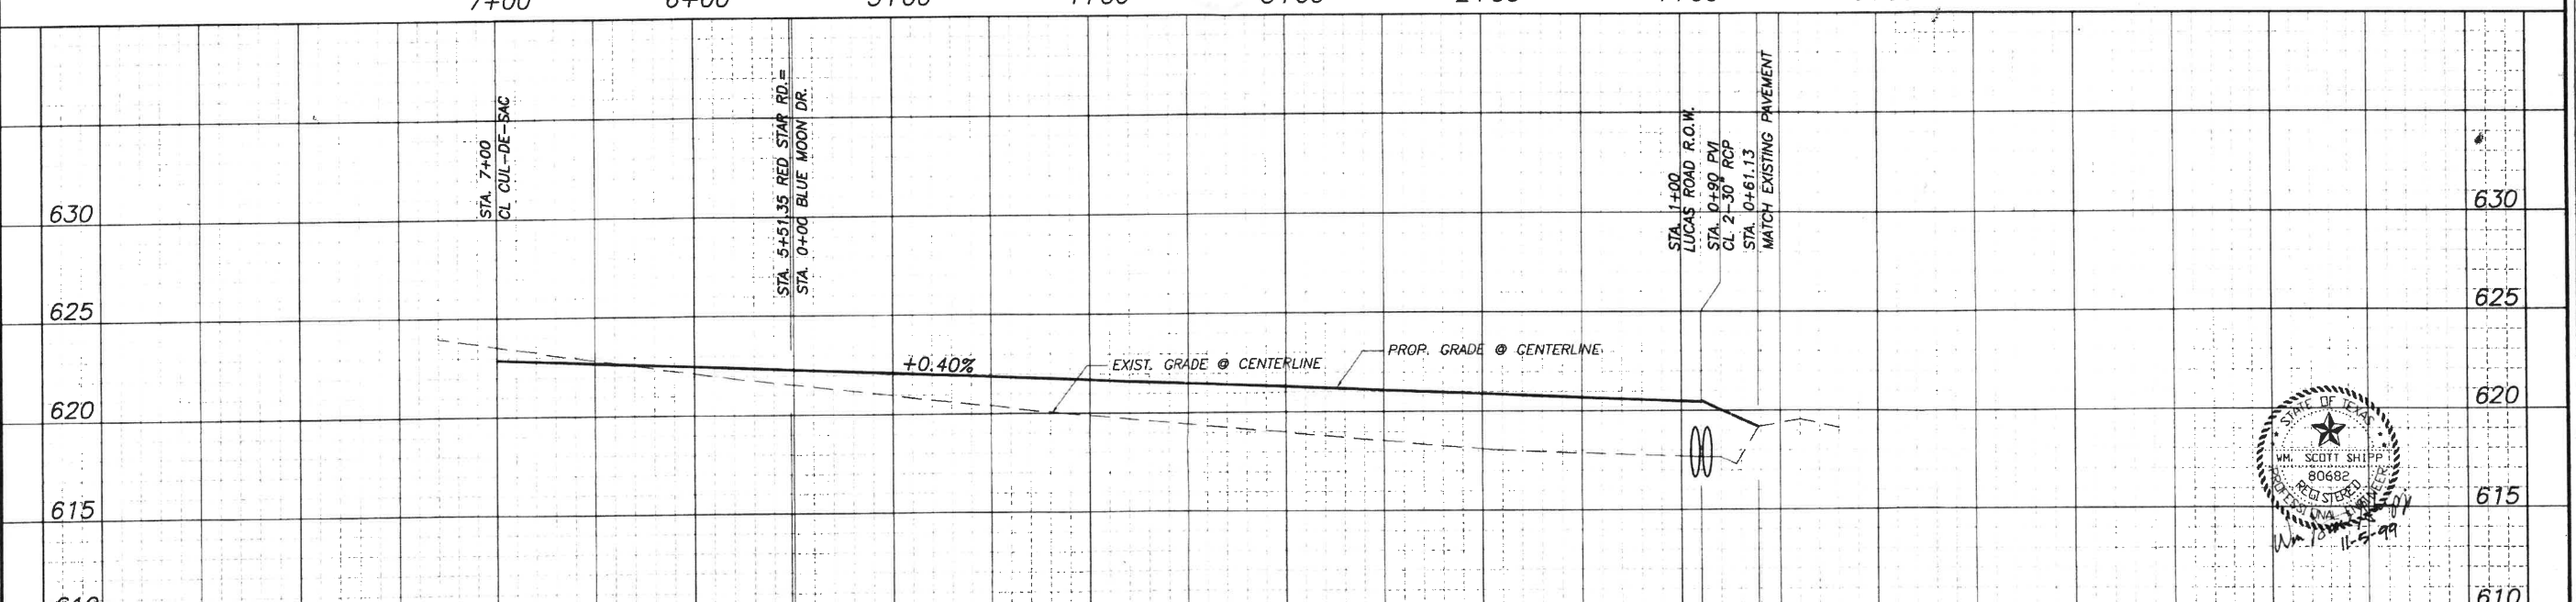 7+00
6+00
STA. 7+00
CL CUL-DE-SAC
STA. 5+51.35 RED STAR RD.=
STA. 0+00 BLUE MOON DR.
STA. 1+00
LUCAS ROAD R.O.W.
STA. 0+90 PVI
CL 2-30" RCP
STA. 0+61.13
MATCH EXISTING PAVEMENT
630
630
625
625
+0.40%
EXIST. GRADE @ CENTERLINE
PROP. GRADE @ CENTERLINE
620
620
615
615
610
610
STATE OF TEXAS
WM. SCOTT SHIPP
80682
REGISTERED
PROFESSIONAL ENGINEER
11-5-99